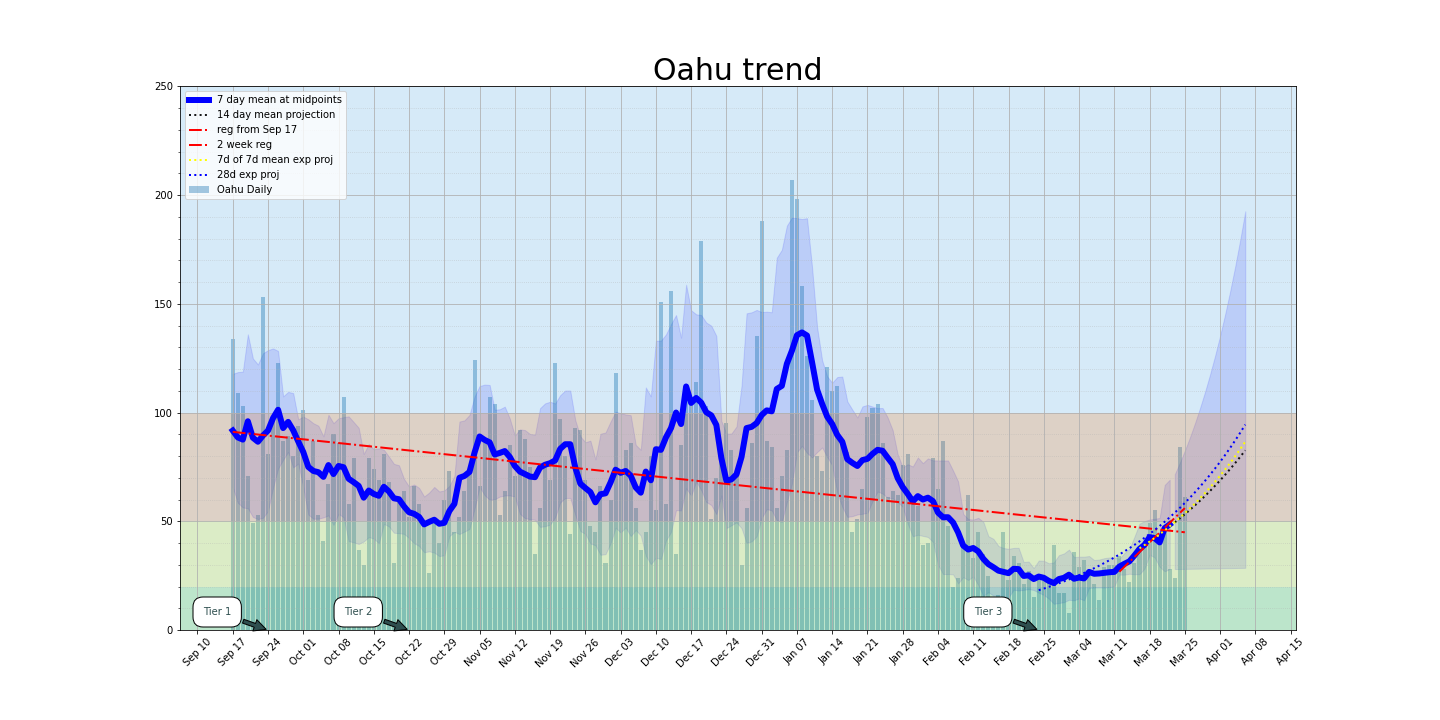 Oahu trend
250
200
150
100
50
0
7 day mean at midpoints
14 day mean projection
reg from Sep 17
2 week reg
7d of 7d mean exp proj
28d exp proj
Oahu Daily
Tier 1
Tier 2
Tier 3
Sep 10
Sep 17
Sep 24
Oct 01
Oct 08
Oct 15
Oct 22
Oct 29
Nov 05
Nov 12
Nov 19
Nov 26
Dec 03
Dec 10
Dec 17
Dec 24
Dec 31
Jan 07
Jan 14
Jan 21
Jan 28
Feb 04
Feb 11
Feb 18
Feb 25
Mar 04
Mar 11
Mar 18
Mar 25
Apr 01
Apr 08
Apr 15